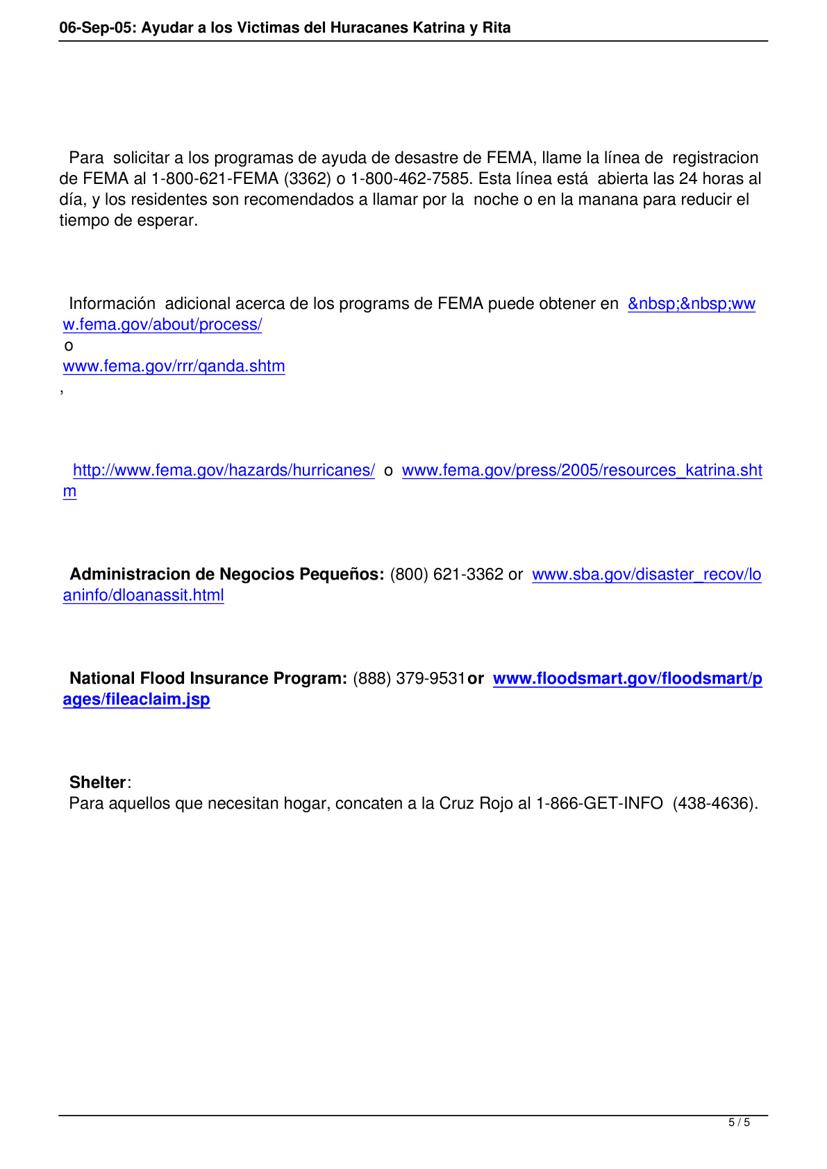 06-Sep-05: Ayudar a los Victimas del Huracanes Katrina y Rita
Para solicitar a los programas de ayuda de desastre de FEMA, llame la línea de registracion
de FEMA al 1-800-621-FEMA (3362) o 1-800-462-7585. Esta línea está abierta las 24 horas al
día, y los residentes son recomendados a llamar por la noche o en la manana para reducir el
tiempo de esperar.
Información adicional acerca de los programs de FEMA puede obtener en &nbsp;&nbsp;ww
w.fema.gov/about/process/
o
www.fema.gov/rrr/qanda.shtm
,
http://www.fema.gov/hazards/hurricanes/ o www.fema.gov/press/2005/resources_katrina.sht
m
Administracion de Negocios Pequeños: (800) 621-3362 or www.sba.gov/disaster_recov/lo
aninfo/dloanassit.html
National Flood Insurance Program: (888) 379-9531or www.floodsmart.gov/floodsmart/p
ages/fileaclaim.jsp
Shelter:
Para aquellos que necesitan hogar, concaten a la Cruz Rojo al 1-866-GET-INFO (438-4636).
5 / 5